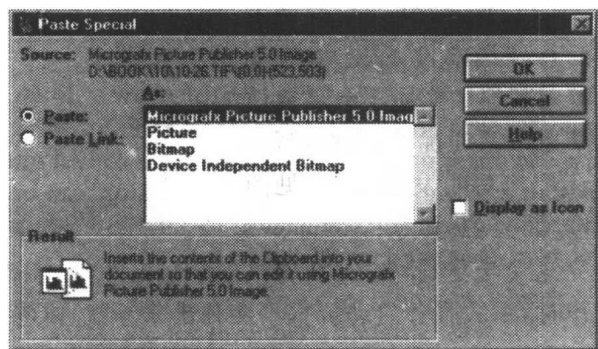 Paste Special
Source: Micrografx Picture Publisher 5.0 Image
D:\BOOK\10\10-26.TIF\(0,0)-(523,503)
As:
Paste:
Paste Link:
Micrografx Picture Publisher 5.0 Imag
Picture
Bitmap
Device Independent Bitmap
OK
Cancel
Help
Display as Icon
Result
Inserts the contents of the Clipboard into your
document so that you can edit it using Micrografx
Picture Publisher 5.0 Image.